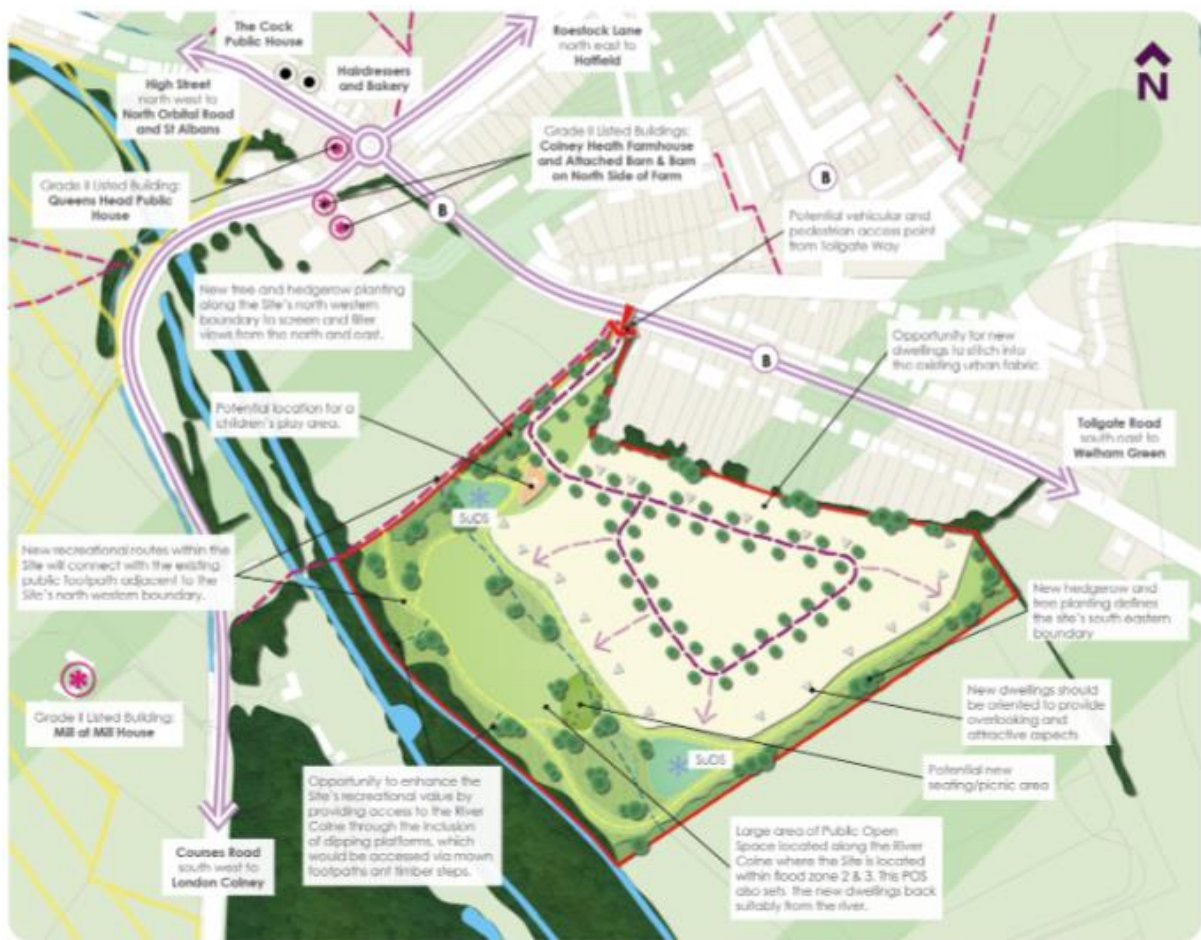 The Cock
Public House
Roestock Lane
north east to
Hatfield
N
High Street
north west to
North Orbital Road
and St Albans
Hairdressers
and Bakery
Grade II Listed Buildings:
Colney Heath Farmhouse
and Attached Barn & Barn
on North Side of Farm
Grade II Listed Building:
Queens Head Public
House
B
B
Potential vehicular and
pedestrian access point
from Tollgate Way
New tree and hedgerow planting
along the Site's north western
boundary to screen and filter
views from the north and east.
Opportunity for new
dwellings to stitch into
the existing urban fabric.
B
Potential location for a
children's play area.
Tollgate Road
south east to
Welham Green
SuDS
New recreational routes within the
Site will connect with the existing
public footpath adjacent to the
Site's north western boundary.
New hedgerow and
tree planting defines
the site's south eastern
boundary
Grade II Listed Building:
Mill at Mill House
New dwellings should
be oriented to provide
overlooking and
attractive aspects
SuDS
Potential new
seating/picnic area
Opportunity to enhance the
Site's recreational value by
providing access to the River
Colne through the inclusion
of dipping platforms, which
would be accessed via mown
footpaths ant timber steps.
Large area of Public Open
Space located along the River
Colne where the Site is located
within flood zone 2 & 3. This POS
also sets the new dwellings back
suitably from the river.
Courses Road
south west to
London Colney